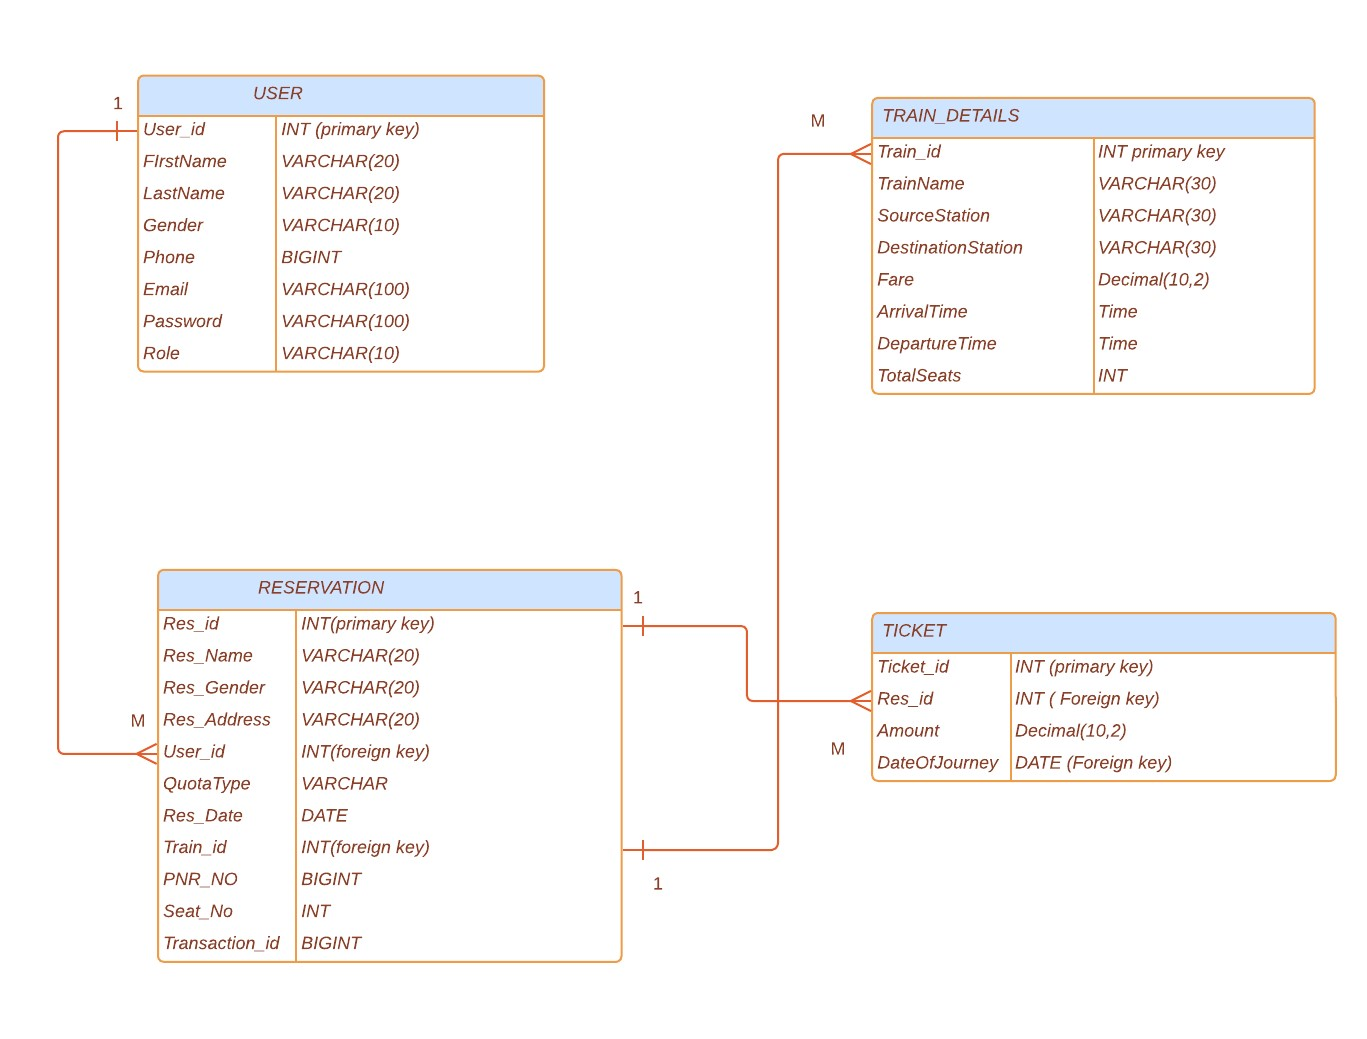 1
USER
User_id INT (primary key)
FIrstName VARCHAR(20)
LastName VARCHAR(20)
Gender VARCHAR(10)
Phone BIGINT
Email VARCHAR(100)
Password VARCHAR(100)
Role VARCHAR(10)
M
TRAIN_DETAILS
Train_id INT primary key
TrainName VARCHAR(30)
SourceStation VARCHAR(30)
DestinationStation VARCHAR(30)
Fare Decimal(10,2)
ArrivalTime Time
DepartureTime Time
TotalSeats INT
RESERVATION
Res_id INT(primary key)
Res_Name VARCHAR(20)
Res_Gender VARCHAR(20)
Res_Address VARCHAR(20)
User_id INT(foreign key)
QuotaType VARCHAR
Res_Date DATE
Train_id INT(foreign key)
PNR_NO BIGINT
Seat_No INT
Transaction_id BIGINT
M
1
1
TICKET
Ticket_id INT (primary key)
Res_id INT ( Foreign key)
Amount Decimal(10,2)
DateOfJourney DATE (Foreign key)
M